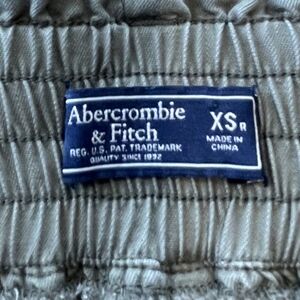 Abercrombie
& Fitch
REG. U.S. PAT. TRADEMARK
QUALITY SINCE 1892
XS R
MADE IN
CHINA